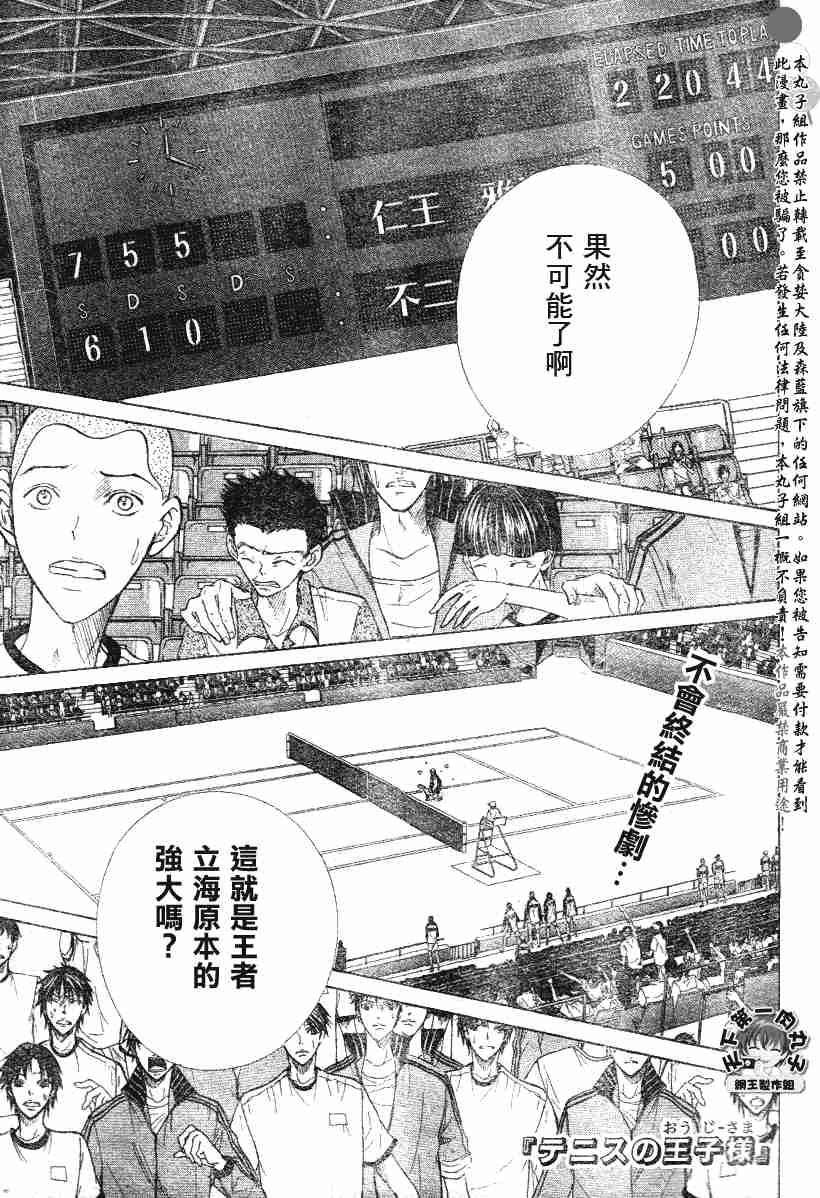 ELAPSED TIME TO PLA
2 20 44
GAMES POINTS
仁王 雅
5 00
7 5 5
S D S D S
不二
00
6 1 0
果然
不可能了啊
不會終結的慘劇…
這就是王者
立海原本的
強大嗎？
本丸子組作品禁止轉載至貪婪大陸及森藍旗下的任何網站。如果您被告知需要付款才能看到
此漫畫，那麼您被騙了。若發生任何法律問題，本丸子組一概不負責！本作品嚴禁商業用途！
天下第一肉丸子
網王製作組
おうじ-さま
『テニスの王子様』